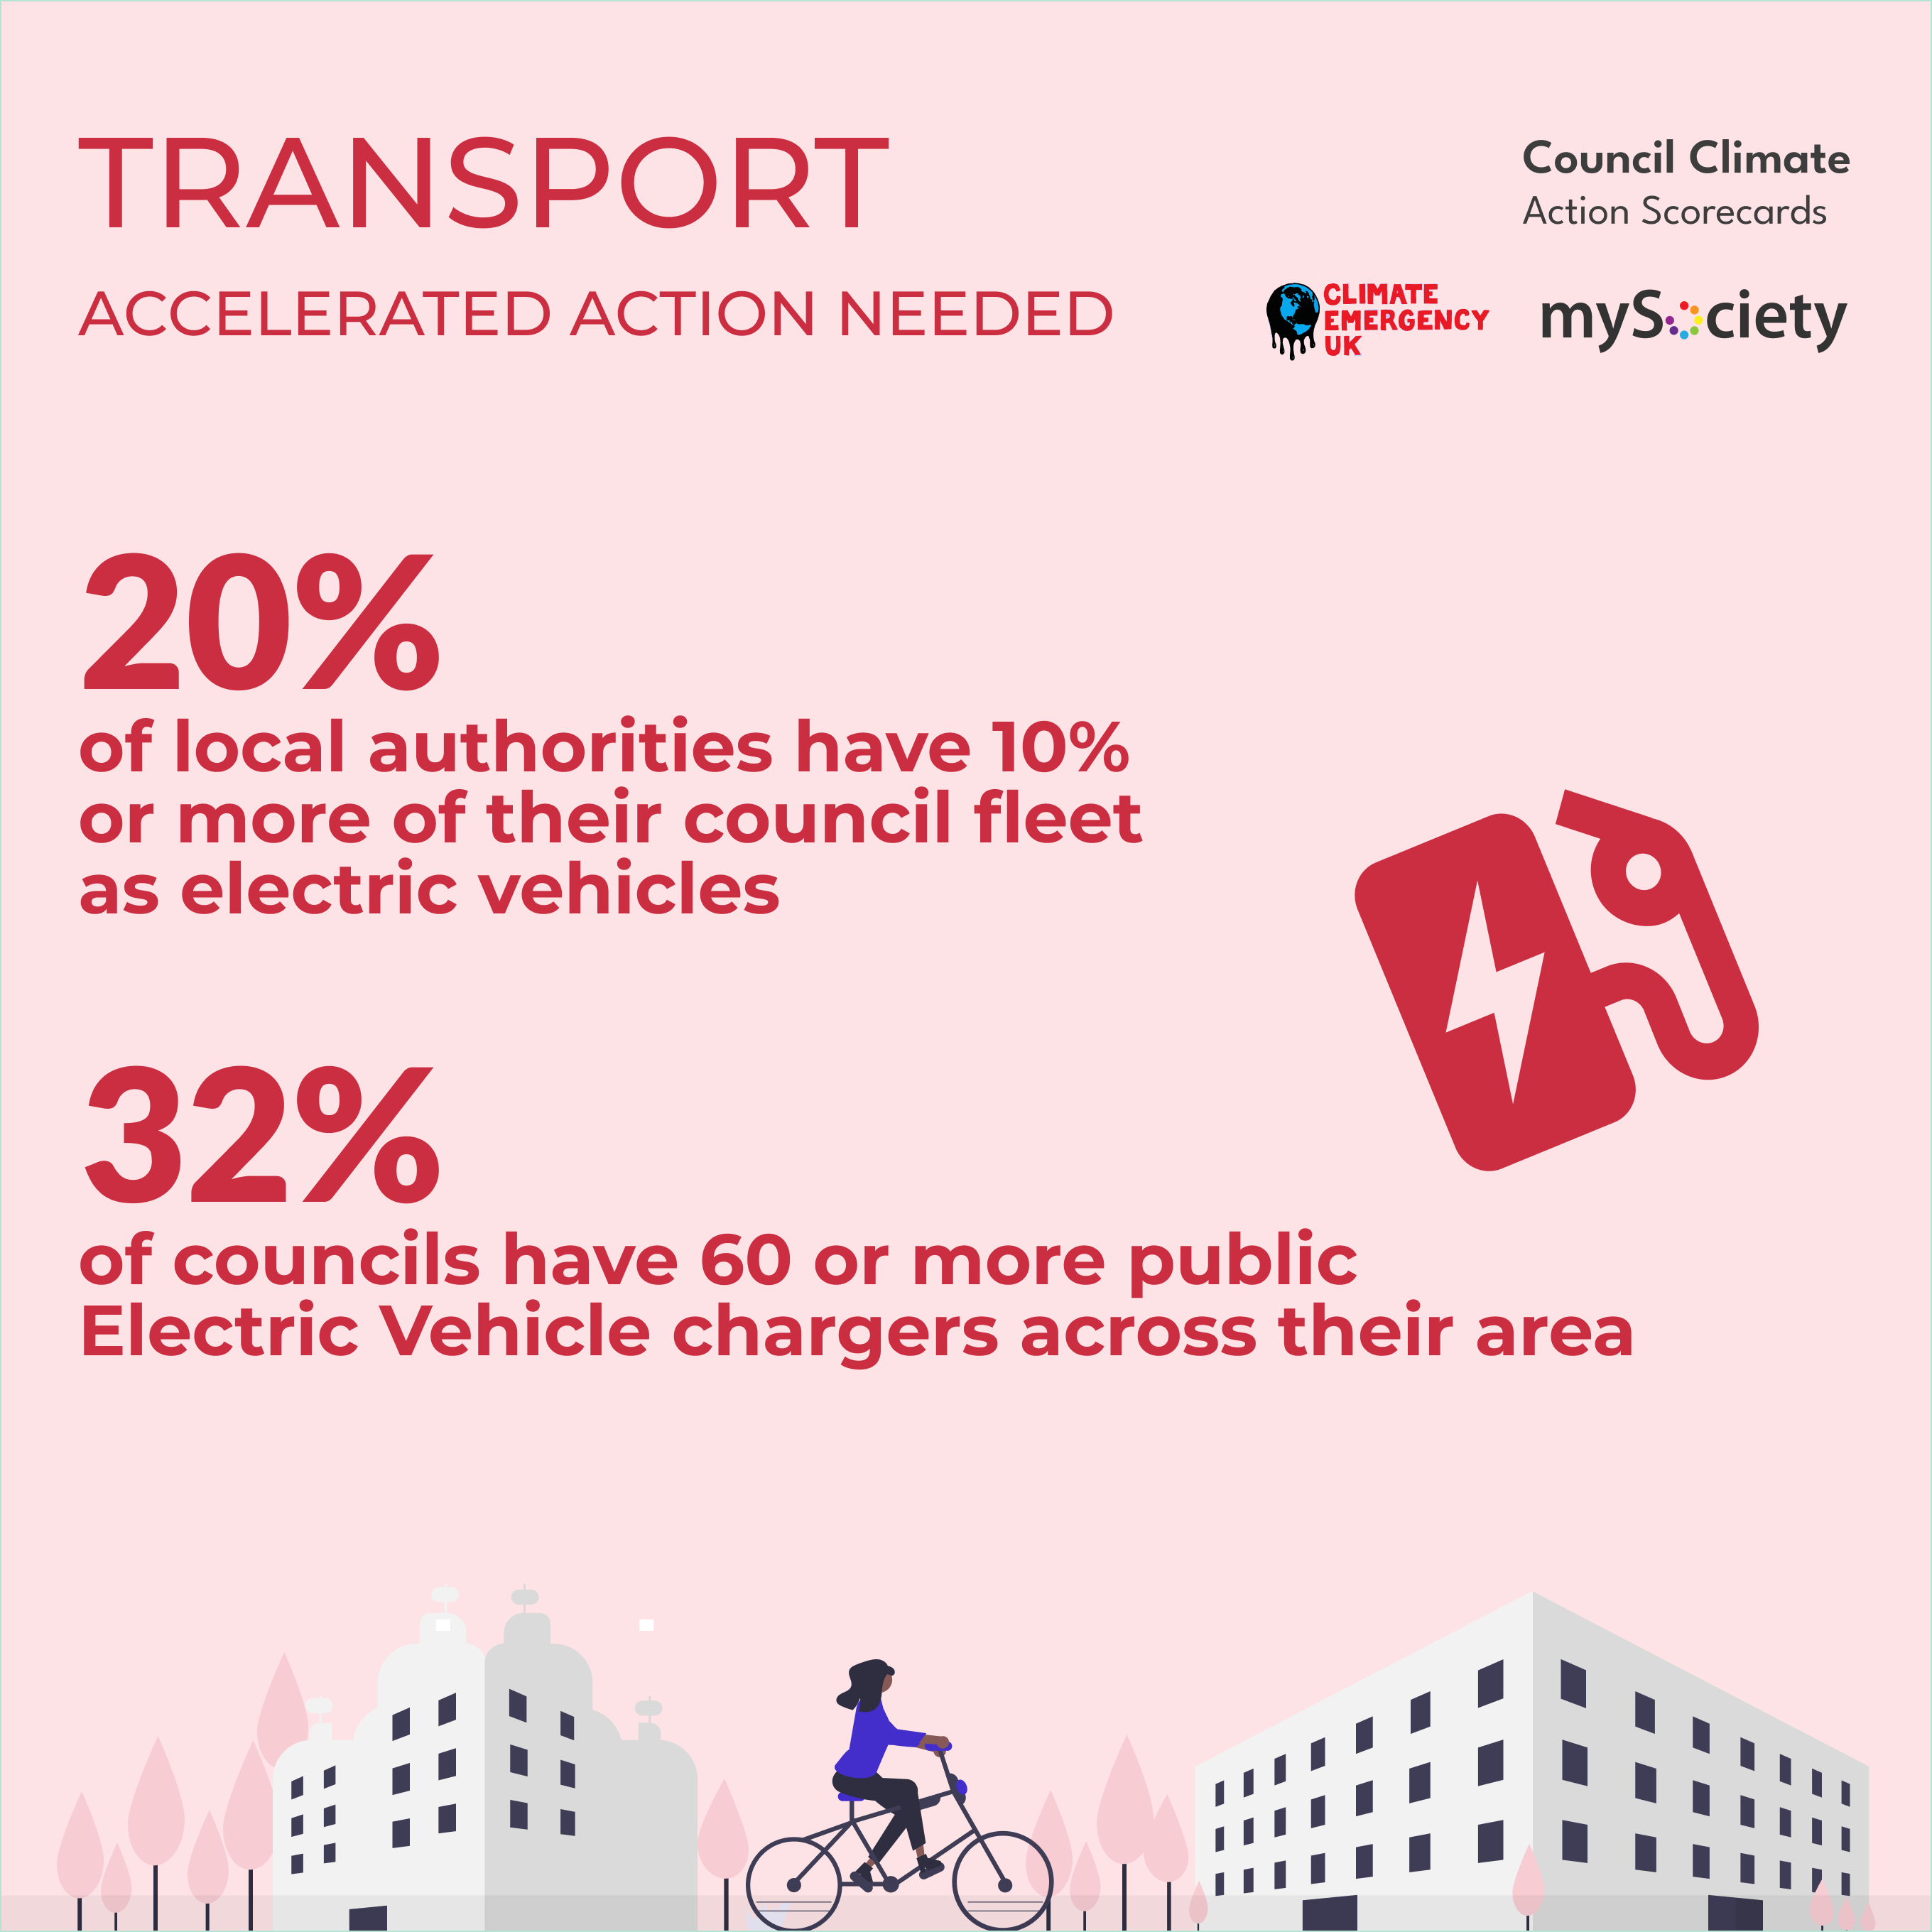 TRANSPORT
ACCELERATED ACTION NEEDED
Council Climate
Action Scorecards
CLIMATE
EMERGENCY
UK
mySociety
20%
of local authorities have 10%
or more of their council fleet
as electric vehicles
32%
of councils have 60 or more public
Electric Vehicle chargers across their area